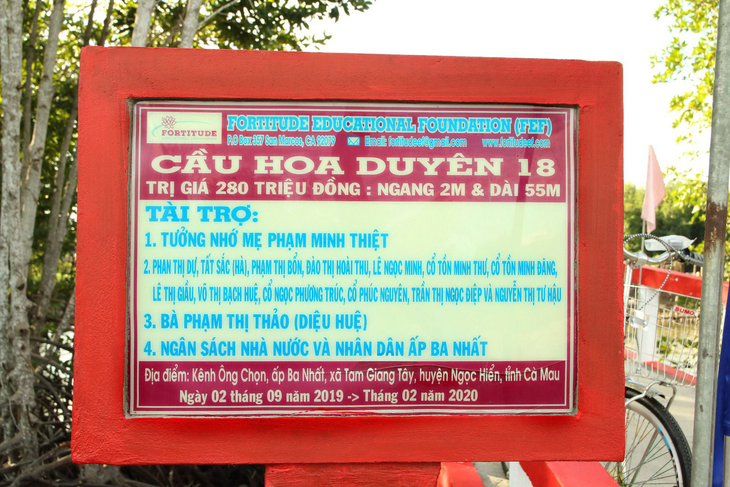 FORTITUDE
FORTITUDE EDUCATIONAL FOUNDATION (FEF)
P.O Box 357 San Marcos, CA 92079 Email: fortitudeef@gmail.com www.fortitudeef.com
CẦU HOA DUYÊN 18
TRỊ GIÁ 280 TRIỆU ĐỒNG : NGANG 2M & DÀI 55M
TÀI TRỢ:
1. TƯỞNG NHỚ MẸ PHẠM MINH THIỆT
2. PHAN THỊ DỰ, TẤT SẮC (HÀ), PHẠM THỊ BỔN, ĐÀO THỊ HOÀI THU, LÊ NGỌC MINH, CỔ TỒN MINH THƯ, CỔ TỒN MINH ĐĂNG,
LÊ THỊ GIÀU, VÕ THỊ BẠCH HUỆ, CỔ NGỌC PHƯƠNG TRÚC, CỔ PHÚC NGUYÊN, TRẦN THỊ NGỌC ĐIỆP VÀ NGUYỄN THỊ TƯ HẬU
3. BÀ PHẠM THỊ THẢO (DIỆU HUỆ)
4. NGÂN SÁCH NHÀ NƯỚC VÀ NHÂN DÂN ẤP BA NHẤT
Địa điểm: Kênh Ông Chọn, ấp Ba Nhất, xã Tam Giang Tây, huyện Ngọc Hiển, tỉnh Cà Mau
Ngày 02 tháng 09 năm 2019 -> Tháng 02 năm 2020